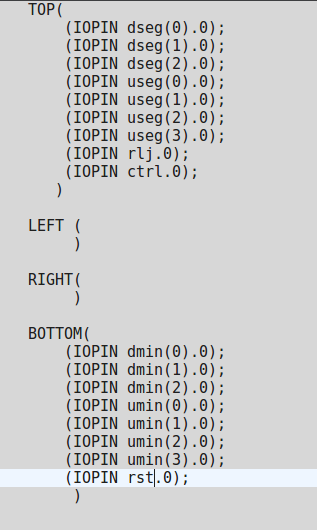 TOP(
(IOPIN dseg(0).0);
(IOPIN dseg(1).0);
(IOPIN dseg(2).0);
(IOPIN useg(0).0);
(IOPIN useg(1).0);
(IOPIN useg(2).0);
(IOPIN useg(3).0);
(IOPIN rlj.0);
(IOPIN ctrl.0);
)
LEFT (
)
RIGHT(
)
BOTTOM(
(IOPIN dmin(0).0);
(IOPIN dmin(1).0);
(IOPIN dmin(2).0);
(IOPIN umin(0).0);
(IOPIN umin(1).0);
(IOPIN umin(2).0);
(IOPIN umin(3).0);
(IOPIN rst.0);
)